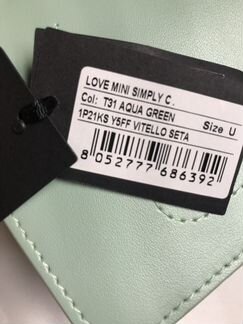 LOVE MINI SIMPLY C.
Col: T31 AQUA GREEN
1P21KS Y5FF VITELLO SETA
Size U
8 052777 686392